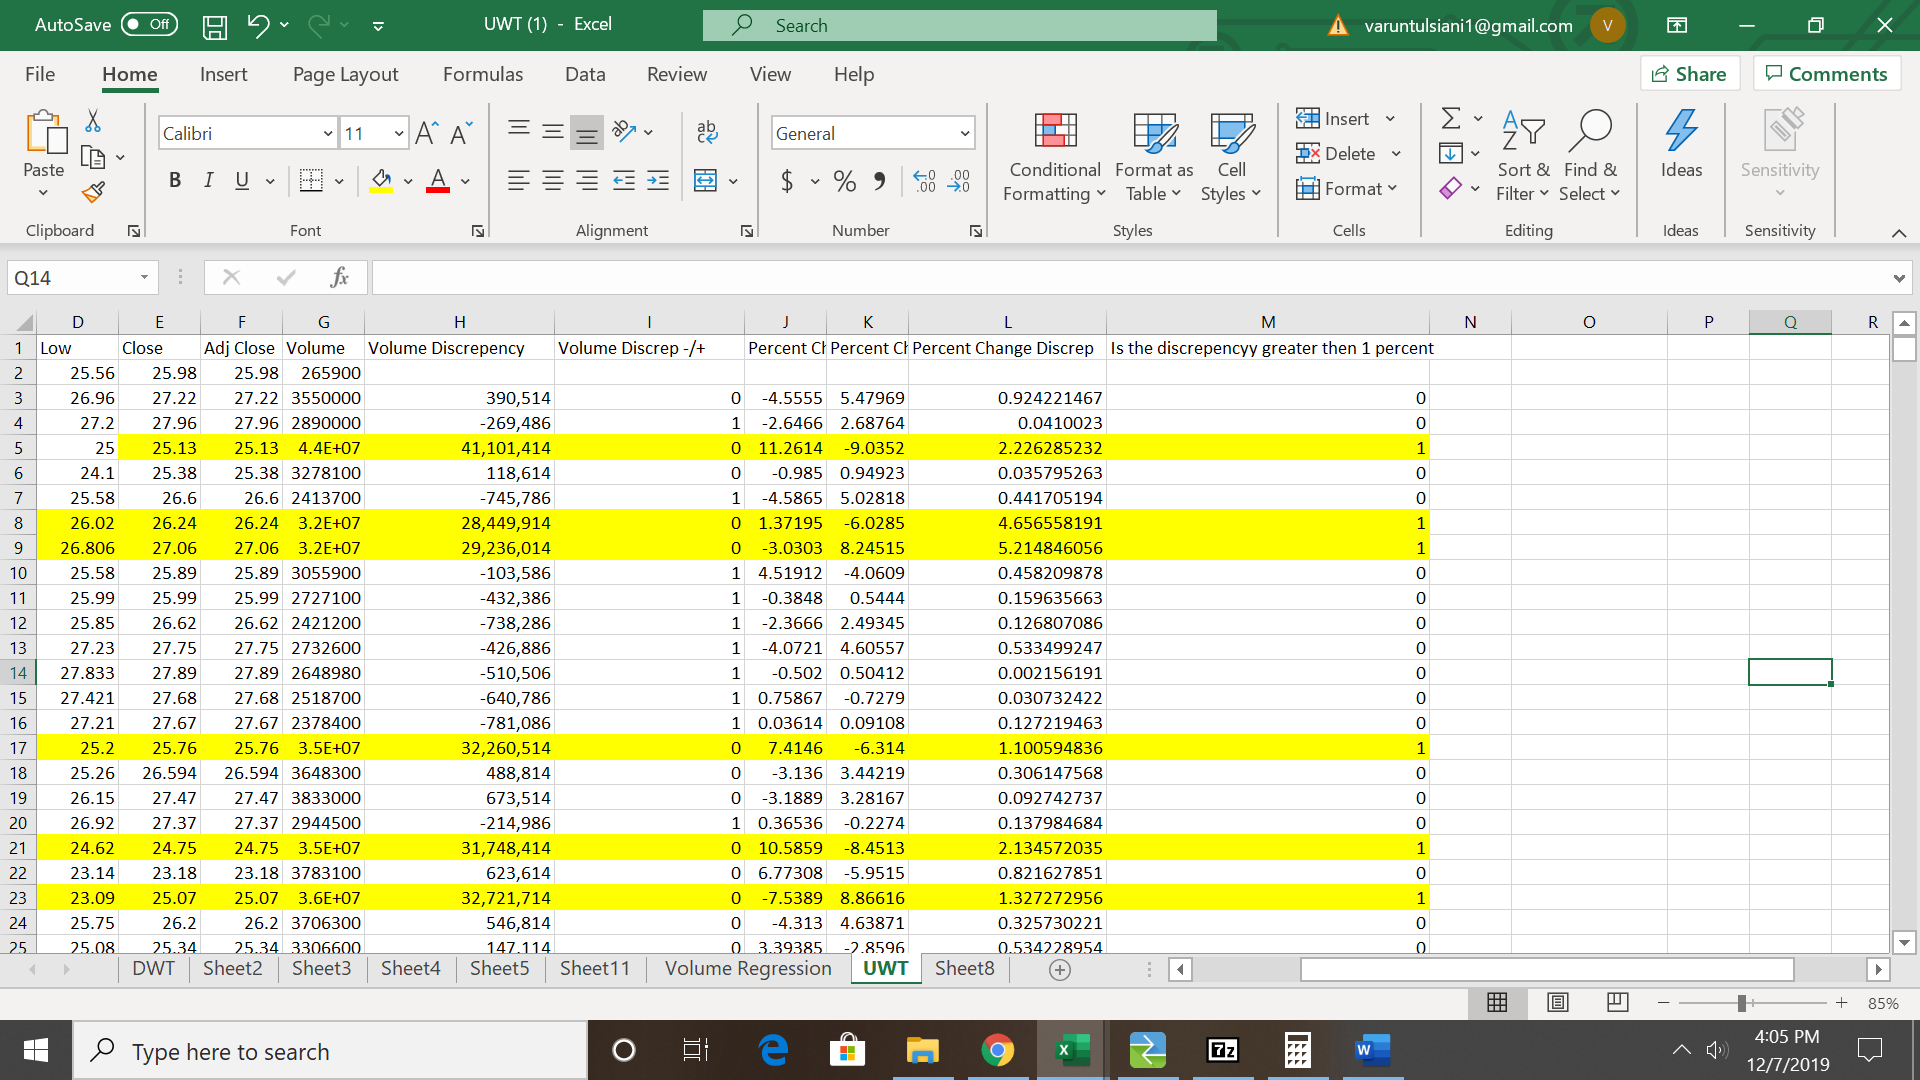 AutoSave Off UWT (1) - Excel Search varuntulsiani1@gmail.com V
File Home Insert Page Layout Formulas Data Review View Help Share Comments
Paste Calibri 11 General Conditional Formatting Format as Table Cell Styles Insert Delete Format Sort & Filter Find & Select Ideas Sensitivity
Clipboard Font Alignment Number Styles Cells Editing Ideas Sensitivity
Q14 fx
D E F G H I J K L M N O P Q R
1 Low Close Adj Close Volume Volume Discrepency Volume Discrep -/+ Percent Ch Percent Ch Percent Change Discrep Is the discrepencyy greater then 1 percent
2 25.56 25.98 25.98 265900
3 26.96 27.22 27.22 3550000 390,514 0 -4.5555 5.47969 0.924221467 0
4 27.2 27.96 27.96 2890000 -269,486 1 -2.6466 2.68764 0.0410023 0
5 25 25.13 25.13 4.4E+07 41,101,414 0 11.2614 -9.0352 2.226285232 1
6 24.1 25.38 25.38 3278100 118,614 0 -0.985 0.94923 0.035795263 0
7 25.58 26.6 26.6 2413700 -745,786 1 -4.5865 5.02818 0.441705194 0
8 26.02 26.24 26.24 3.2E+07 28,449,914 0 1.37195 -6.0285 4.656558191 1
9 26.806 27.06 27.06 3.2E+07 29,236,014 0 -3.0303 8.24515 5.214846056 1
10 25.58 25.89 25.89 3055900 -103,586 1 4.51912 -4.0609 0.458209878 0
11 25.99 25.99 25.99 2727100 -432,386 1 -0.3848 0.5444 0.159635663 0
12 25.85 26.62 26.62 2421200 -738,286 1 -2.3666 2.49345 0.126807086 0
13 27.23 27.75 27.75 2732600 -426,886 1 -4.0721 4.60557 0.533499247 0
14 27.833 27.89 27.89 2648980 -510,506 1 -0.502 0.50412 0.002156191 0
15 27.421 27.68 27.68 2518700 -640,786 1 0.75867 -0.7279 0.030732422 0
16 27.21 27.67 27.67 2378400 -781,086 1 0.03614 0.09108 0.127219463 0
17 25.2 25.76 25.76 3.5E+07 32,260,514 0 7.4146 -6.314 1.100594836 1
18 25.26 26.594 26.594 3648300 488,814 0 -3.136 3.44219 0.306147568 0
19 26.15 27.47 27.47 3833000 673,514 0 -3.1889 3.28167 0.092742737 0
20 26.92 27.37 27.37 2944500 -214,986 1 0.36536 -0.2274 0.137984684 0
21 24.62 24.75 24.75 3.5E+07 31,748,414 0 10.5859 -8.4513 2.134572035 1
22 23.14 23.18 23.18 3783100 623,614 0 6.77308 -5.9515 0.821627851 0
23 23.09 25.07 25.07 3.6E+07 32,721,714 0 -7.5389 8.86616 1.327272956 1
24 25.75 26.2 26.2 3706300 546,814 0 -4.313 4.63871 0.325730221 0
25 25.08 25.34 25.34 3306600 147,114 0 3.39385 -2.8596 0.534228954 0
DWT Sheet2 Sheet3 Sheet4 Sheet5 Sheet11 Volume Regression UWT Sheet8
85%
Type here to search 4:05 PM
12/7/2019